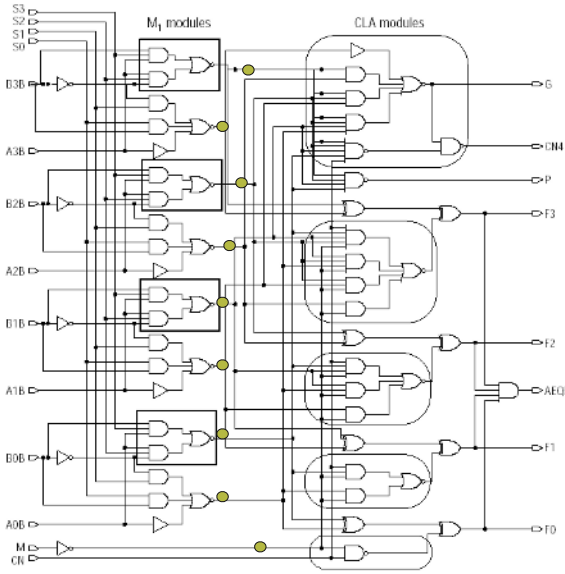 S3
S2
S1
S0
M1 modules
CLA modules
B3B
G
CN4
A3B
P
B2B
F3
A2B
B1B
F2
A1B
AEQ
B0B
F1
A0B
F0
M
CN